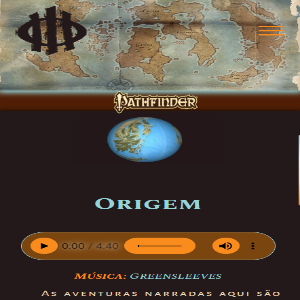 PATHFINDER
ORIGEM
0:00 / 4:40
MÚSICA: GREENSLEEVES
AS AVENTURAS NARRADAS AQUI SÃO